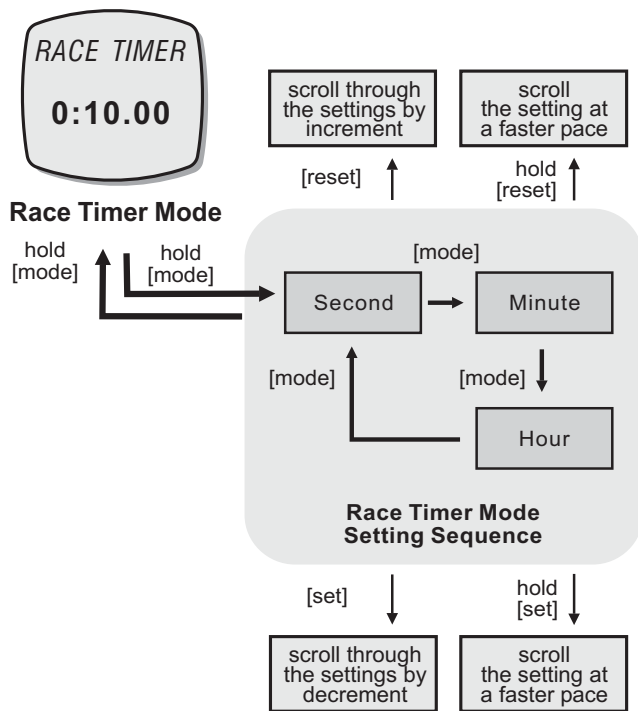 RACE TIMER
0:10.00
Race Timer Mode
hold
[mode]
hold
[mode]
scroll through
the settings by
increment
scroll
the setting at
a faster pace
[reset]
hold
[reset]
[mode]
Second
Minute
[mode]
[mode]
Hour
Race Timer Mode
Setting Sequence
[set]
hold
[set]
scroll through
the settings by
decrement
scroll
the setting at
a faster pace